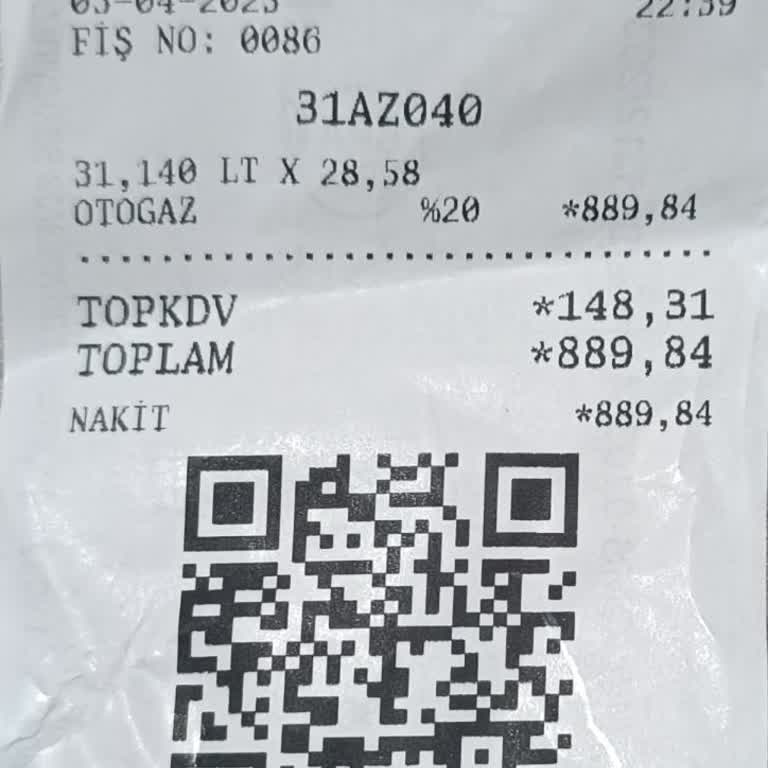 FİŞ NO: 0086
31AZ040
31,140 LT X 28,58
OTOGAZ %20 *889,84
TOPKDV *148,31
TOPLAM *889,84
NAKİT *889,84